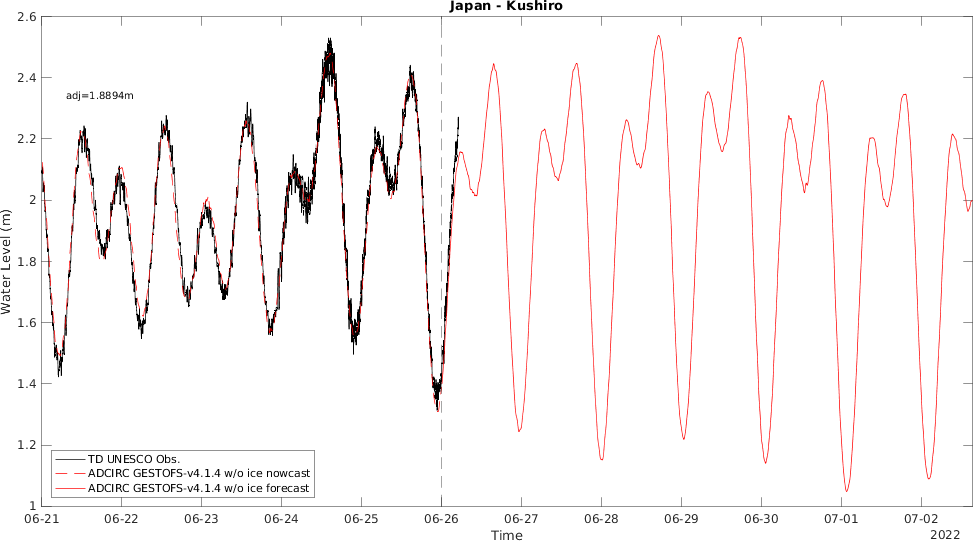 Japan - Kushiro
2.6
2.4
adj=1.8894m
2.2
2
1.8
1.6
1.4
1.2
1
Water Level (m)
TD UNESCO Obs.
ADCIRC GESTOFS-v4.1.4 w/o ice nowcast
ADCIRC GESTOFS-v4.1.4 w/o ice forecast
06-21 06-22 06-23 06-24 06-25 06-26 06-27 06-28 06-29 06-30 07-01 07-02
Time
2022